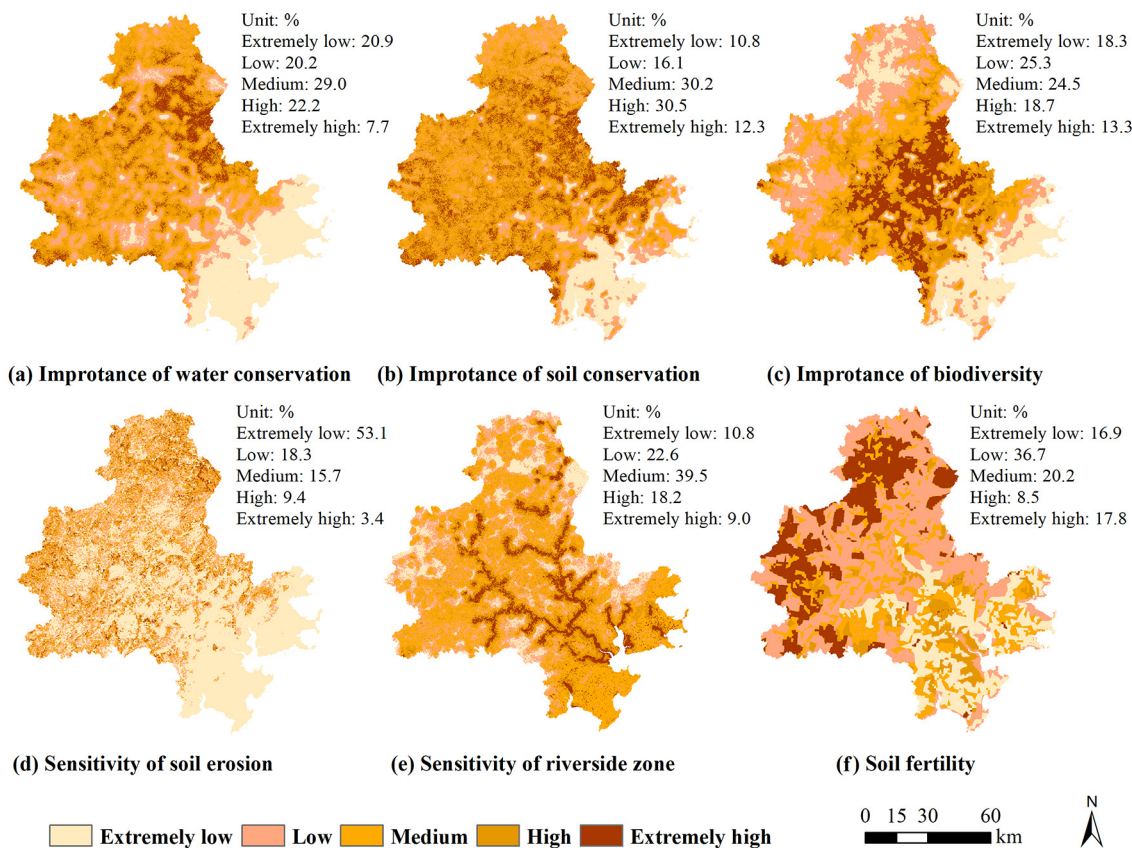 Unit: %
Extremely low: 20.9
Low: 20.2
Medium: 29.0
High: 22.2
Extremely high: 7.7
(a) Improtance of water conservation
Unit: %
Extremely low: 10.8
Low: 16.1
Medium: 30.2
High: 30.5
Extremely high: 12.3
(b) Improtance of soil conservation
Unit: %
Extremely low: 18.3
Low: 25.3
Medium: 24.5
High: 18.7
Extremely high: 13.3
(c) Improtance of biodiversity
Unit: %
Extremely low: 53.1
Low: 18.3
Medium: 15.7
High: 9.4
Extremely high: 3.4
(d) Sensitivity of soil erosion
Unit: %
Extremely low: 10.8
Low: 22.6
Medium: 39.5
High: 18.2
Extremely high: 9.0
(e) Sensitivity of riverside zone
Unit: %
Extremely low: 16.9
Low: 36.7
Medium: 20.2
High: 8.5
Extremely high: 17.8
(f) Soil fertility
Extremely low Low Medium High Extremely high
0 15 30 60
km
N